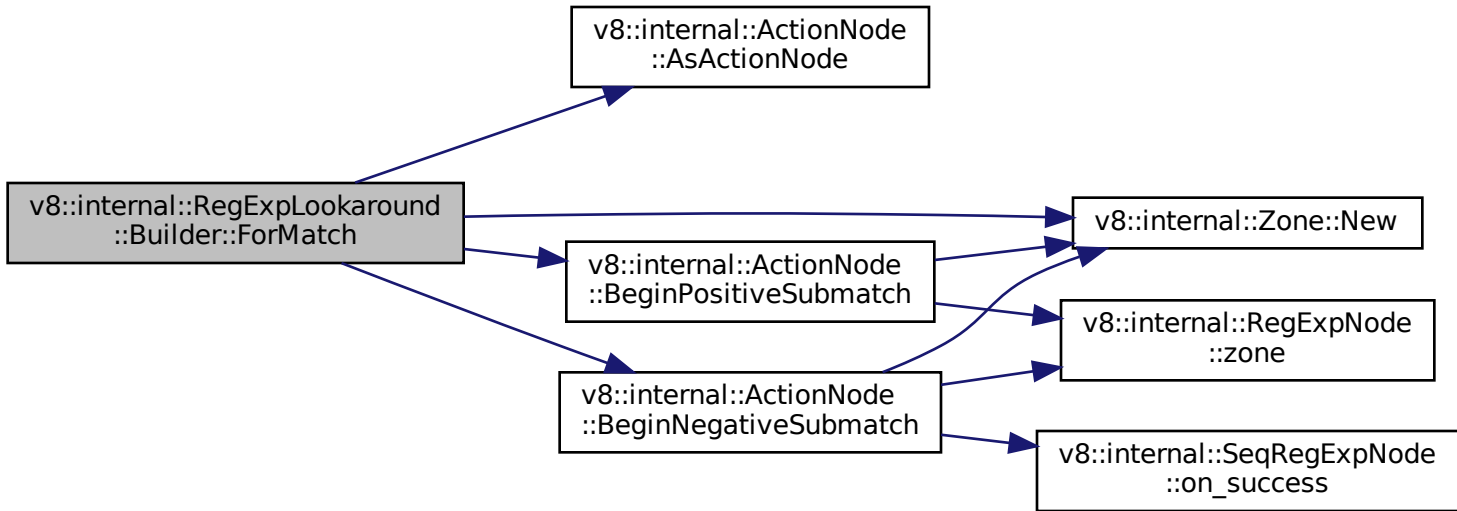 v8::internal::ActionNode
::AsActionNode
v8::internal::RegExpLookaround
::Builder::ForMatch
v8::internal::Zone::New
v8::internal::ActionNode
::BeginPositiveSubmatch
v8::internal::RegExpNode
::zone
v8::internal::ActionNode
::BeginNegativeSubmatch
v8::internal::SeqRegExpNode
::on_success